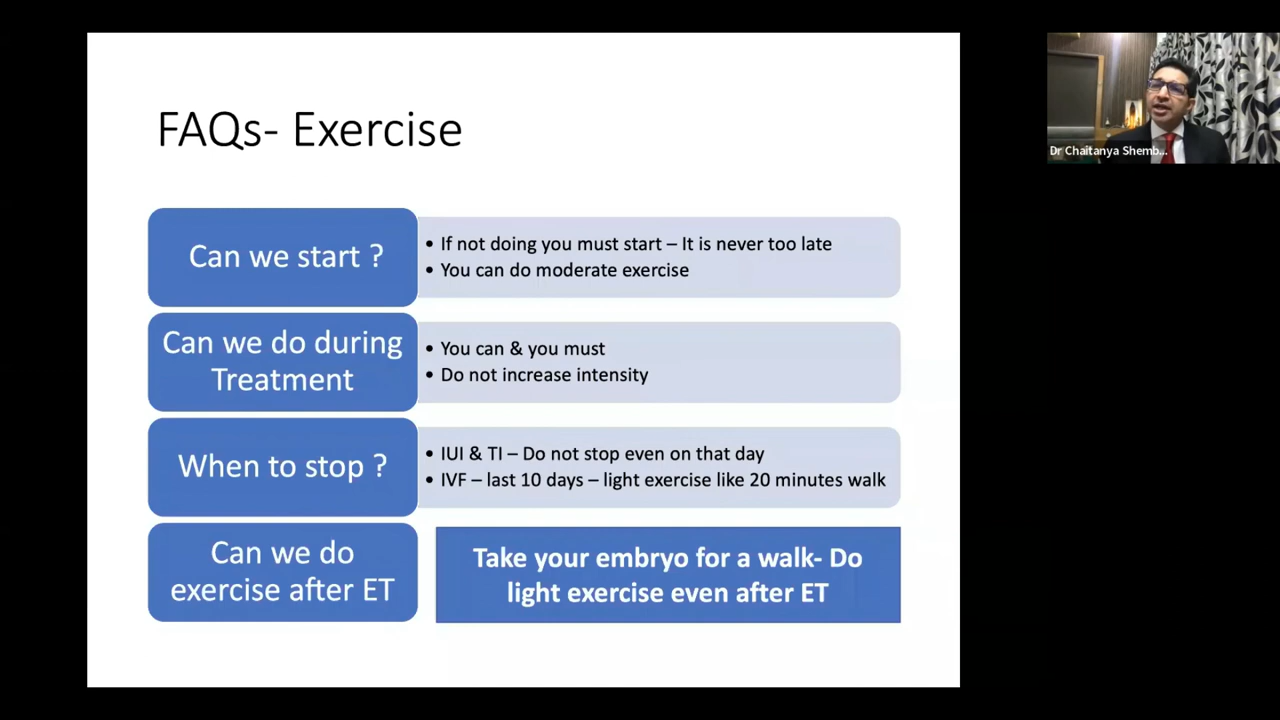 FAQs- Exercise
Can we start ?
• If not doing you must start – It is never too late
• You can do moderate exercise
Can we do during
Treatment
• You can & you must
• Do not increase intensity
When to stop ?
• IUI & TI – Do not stop even on that day
• IVF – last 10 days – light exercise like 20 minutes walk
Can we do
exercise after ET
Take your embryo for a walk- Do
light exercise even after ET
Dr Chaitanya Shemb...